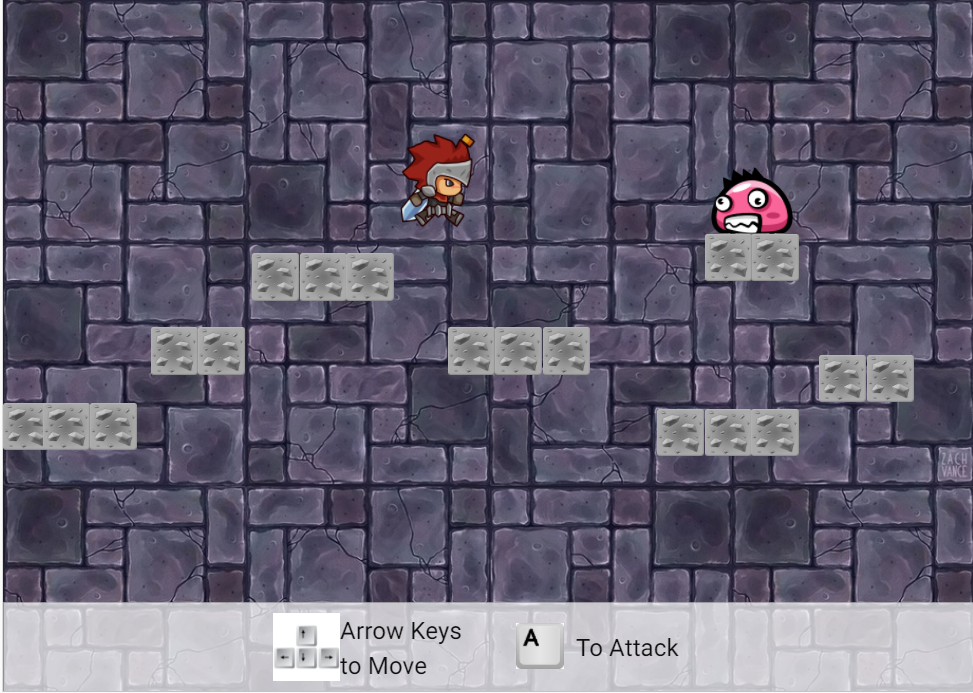 ZACH
VANCE
Arrow Keys
to Move
A
To Attack